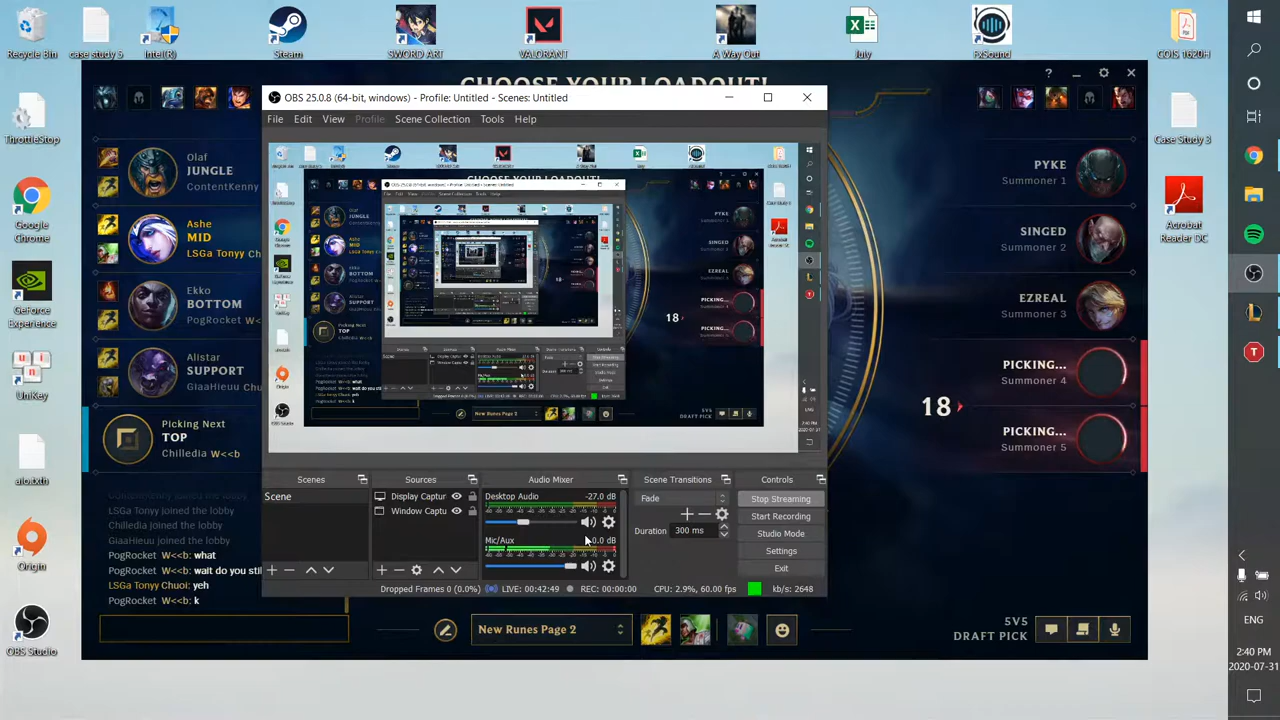 Recycle Bin
case study 5
Intel(R)
Steam
SWORD ART
VALORANT
A Way Out
July
FxSound
COIS 1620H
ThrottleStop
Google
Chrome
GeForce
Experience
UniKey
alo.txth
Origin
OBS Studio
Case Study 3
Acrobat
Reader DC
CHOOSE YOUR LOADOUT!
OBS 25.0.8 (64-bit, windows) - Profile: Untitled - Scenes: Untitled
File Edit View Profile Scene Collection Tools Help
Olaf
JUNGLE
ContentKenny
Ashe
MID
LSGa Tonyy
Ekko
BOTTOM
PogRocket W<
Alistar
SUPPORT
GiaaHieuu Chu
Picking Next
TOP
Chilledia W<<b
LSGa Tonyy joined the lobby
Chilledia joined the lobby
GiaaHieuu joined the lobby
PogRocket W<<b: what
PogRocket W<<b: wait do you stil
LSGa Tonyy Chuoi: yeh
PogRocket W<<b: k
PYKE
Summoner 1
SINGED
Summoner 2
EZREAL
Summoner 3
PICKING...
Summoner 4
PICKING...
Summoner 5
18
Scenes
Scene
Sources
Display Captur
Window Captu
Audio Mixer
Desktop Audio -27.0 dB
Mic/Aux 0.0 dB
Scene Transitions
Fade
Duration 300 ms
Controls
Stop Streaming
Start Recording
Studio Mode
Settings
Exit
Dropped Frames 0 (0.0%) LIVE: 00:42:49 REC: 00:00:00 CPU: 2.9%, 60.00 fps kb/s: 2648
New Runes Page 2
5V5
DRAFT PICK
ENG
2:40 PM
2020-07-31